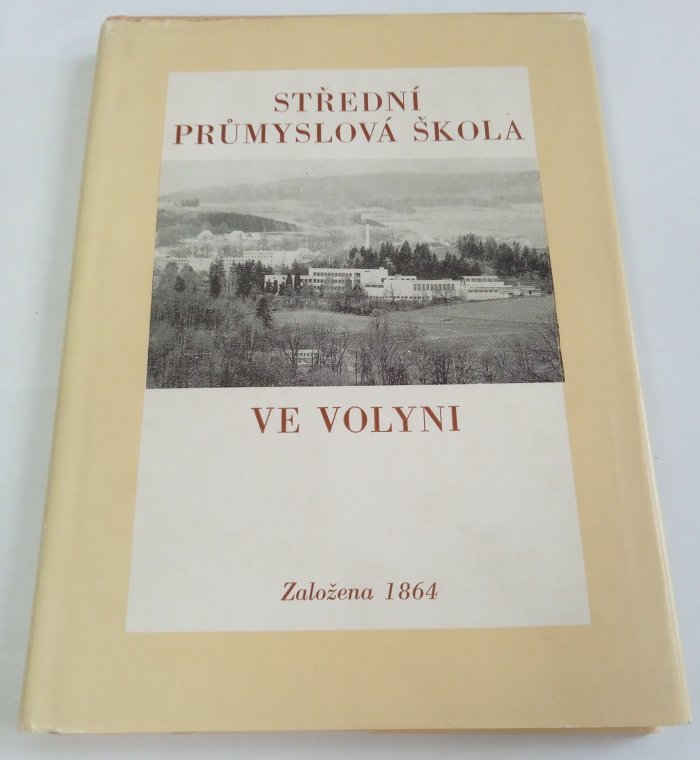 STŘEDNÍ
PRŮMYSLOVÁ ŠKOLA
VE VOLYNI
Založena 1864